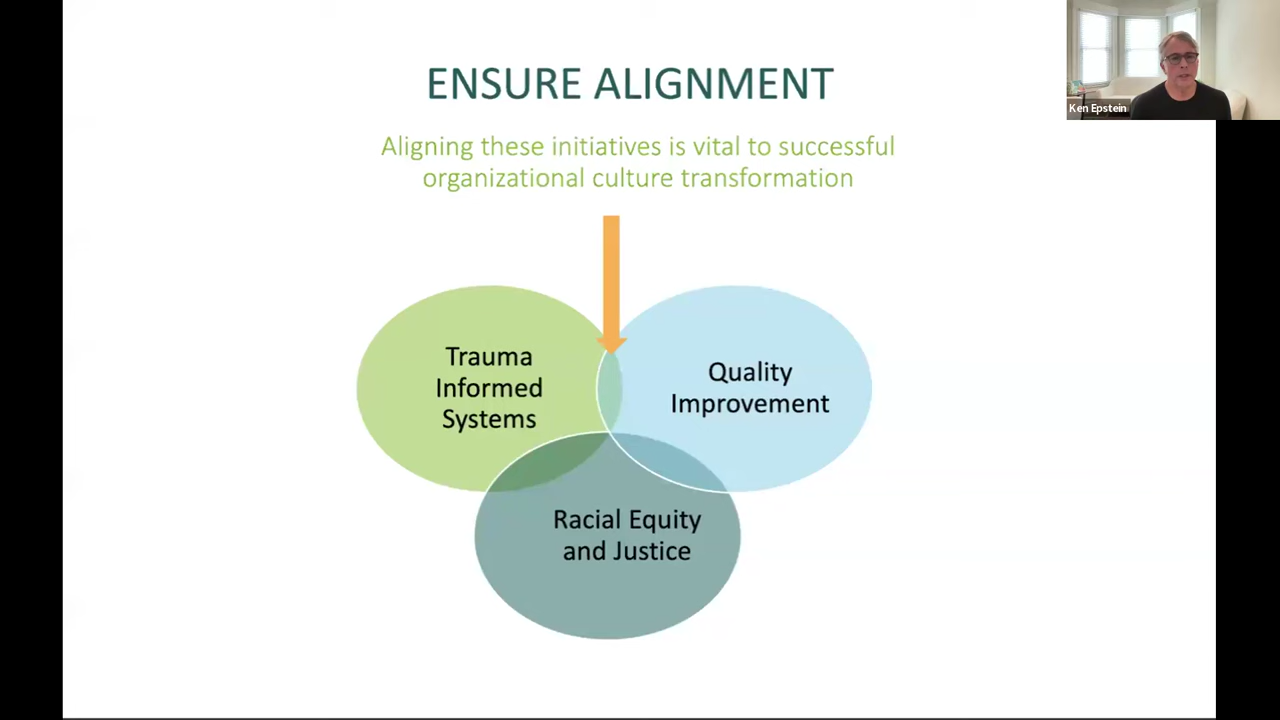 ENSURE ALIGNMENT
Aligning these initiatives is vital to successful
organizational culture transformation
Trauma
Informed
Systems
Quality
Improvement
Racial Equity
and Justice
Ken Epstein